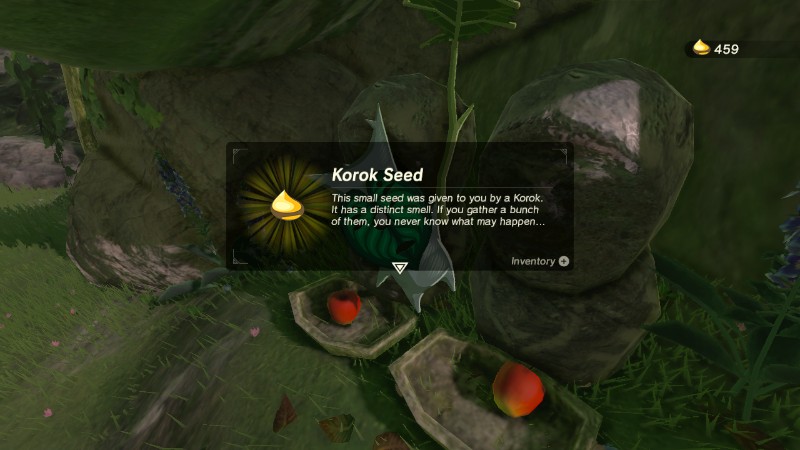 459
Korok Seed
This small seed was given to you by a Korok.
It has a distinct smell. If you gather a bunch
of them, you never know what may happen...
Inventory